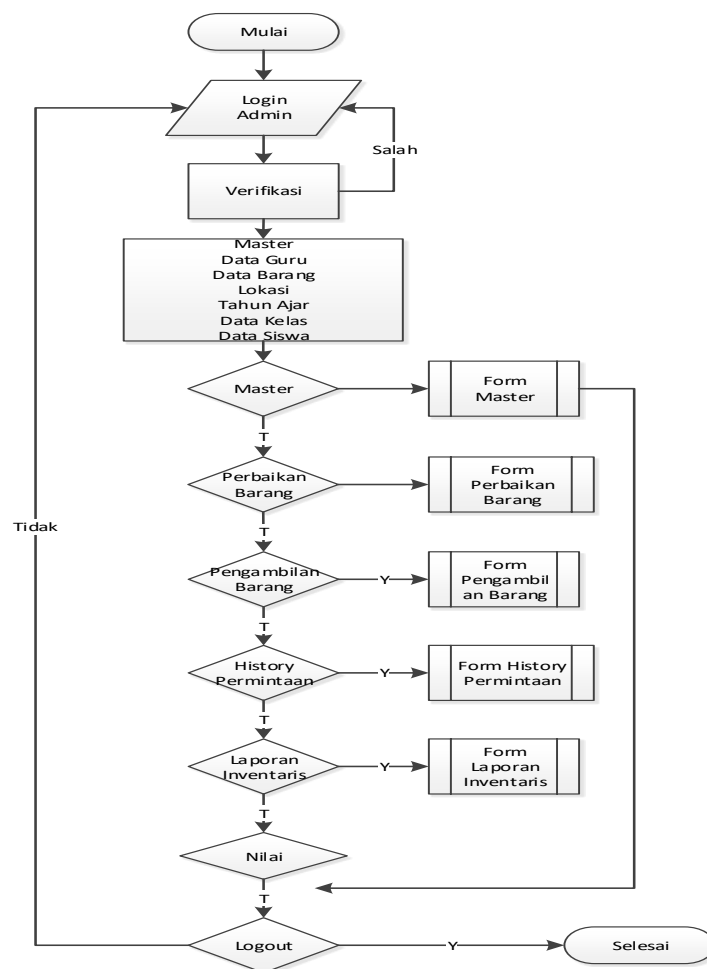 Mulai
Login
Admin
Salah
Verifikasi
Master
Data Guru
Data Barang
Lokasi
Tahun Ajar
Data Kelas
Data Siswa
Master
Form
Master
T
Perbaikan
Barang
Form
Perbaikan
Barang
Tidak
T
Pengambilan
Barang
Y
Form
Pengambil
an Barang
T
History
Permintaan
Y
Form History
Permintaan
T
Laporan
Inventaris
Y
Form
Laporan
Inventaris
T
Nilai
T
Logout
Y
Selesai